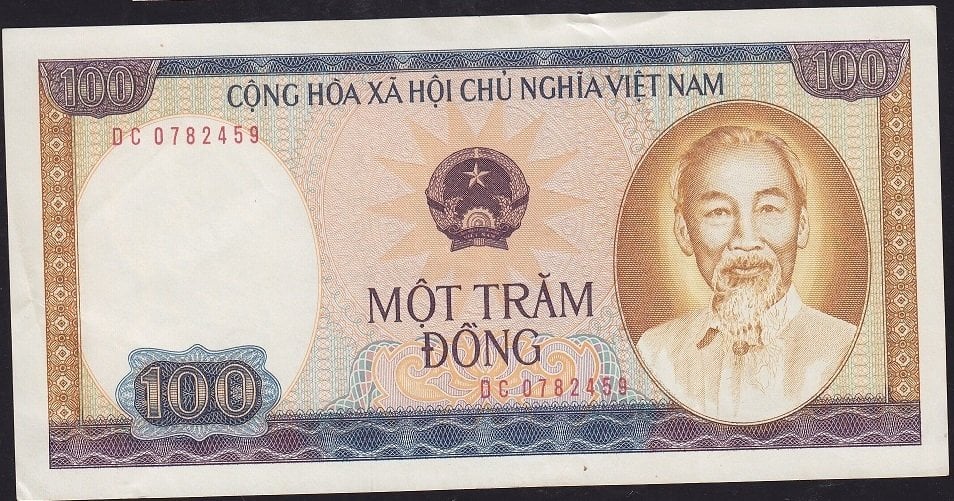 100
100
CỘNG HÒA XÃ HỘI CHỦ NGHĨA VIỆT NAM
DC 0782459
MỘT TRĂM
ĐỒNG
100
DC 0782459